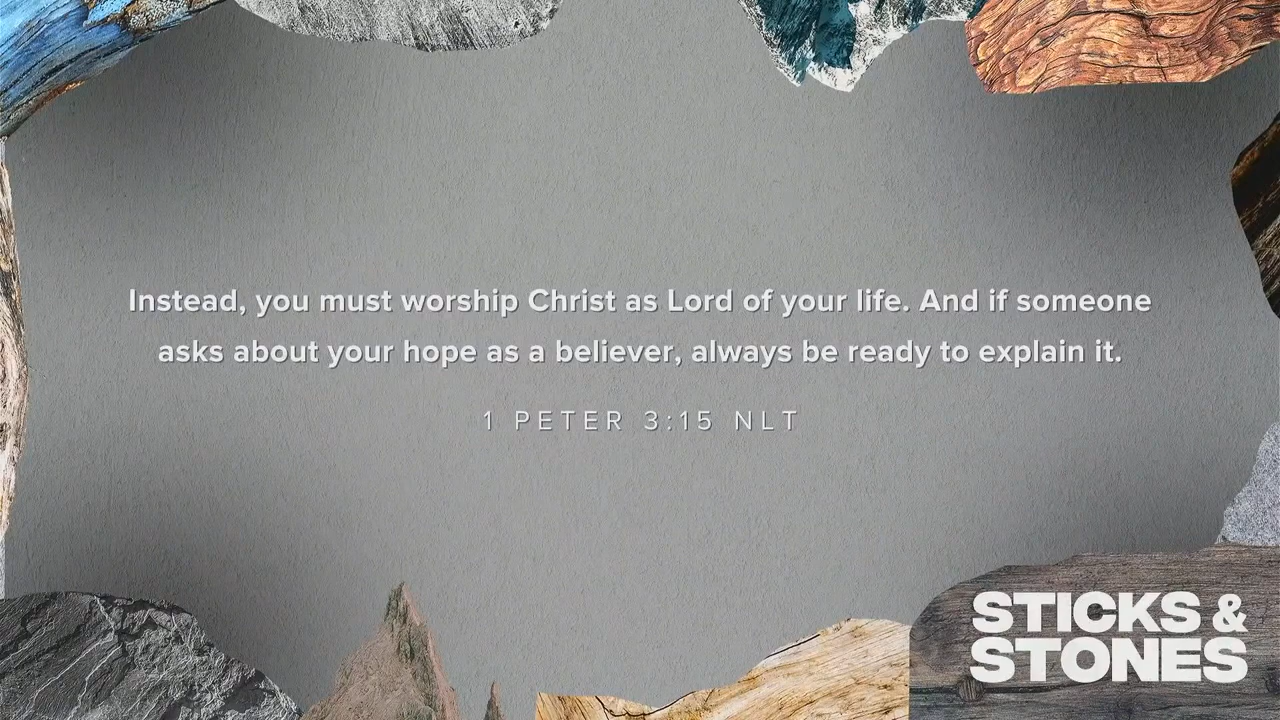 Instead, you must worship Christ as Lord of your life. And if someone
asks about your hope as a believer, always be ready to explain it.
1 PETER 3:15 NLT
STICKS &
STONES